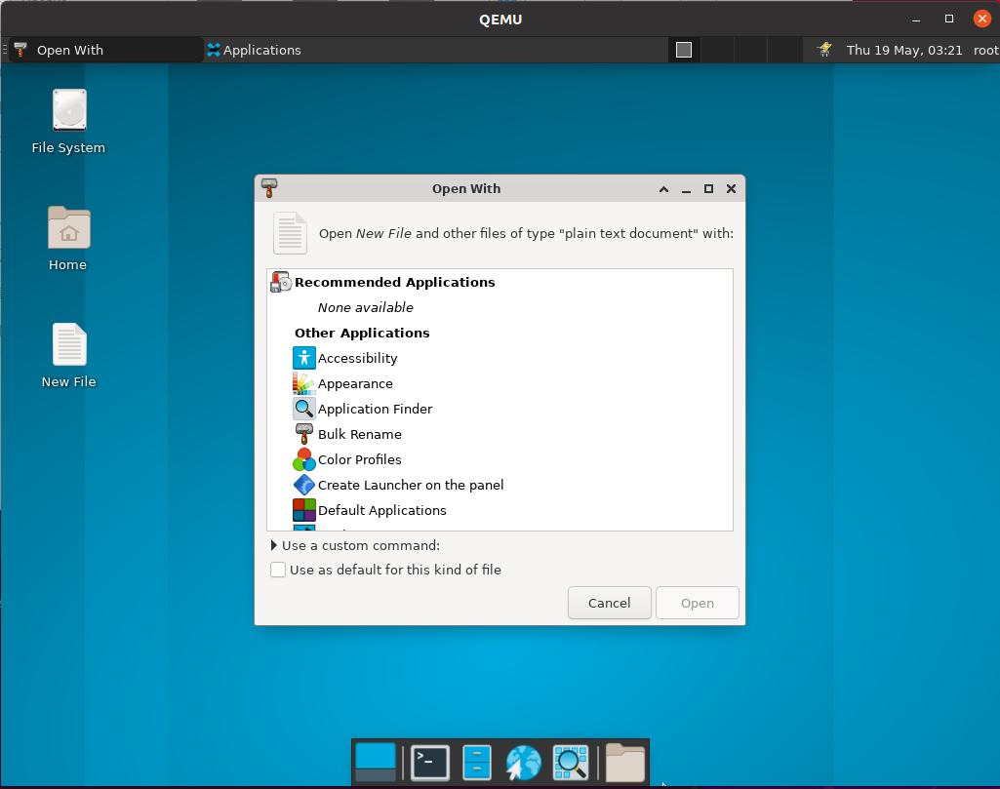 QEMU
Open With
Applications
Thu 19 May, 03:21
root
File System
Home
New File
Open With
Open New File and other files of type "plain text document" with:
Recommended Applications
None available
Other Applications
Accessibility
Appearance
Application Finder
Bulk Rename
Color Profiles
Create Launcher on the panel
Default Applications
Use a custom command:
Use as default for this kind of file
Cancel
Open